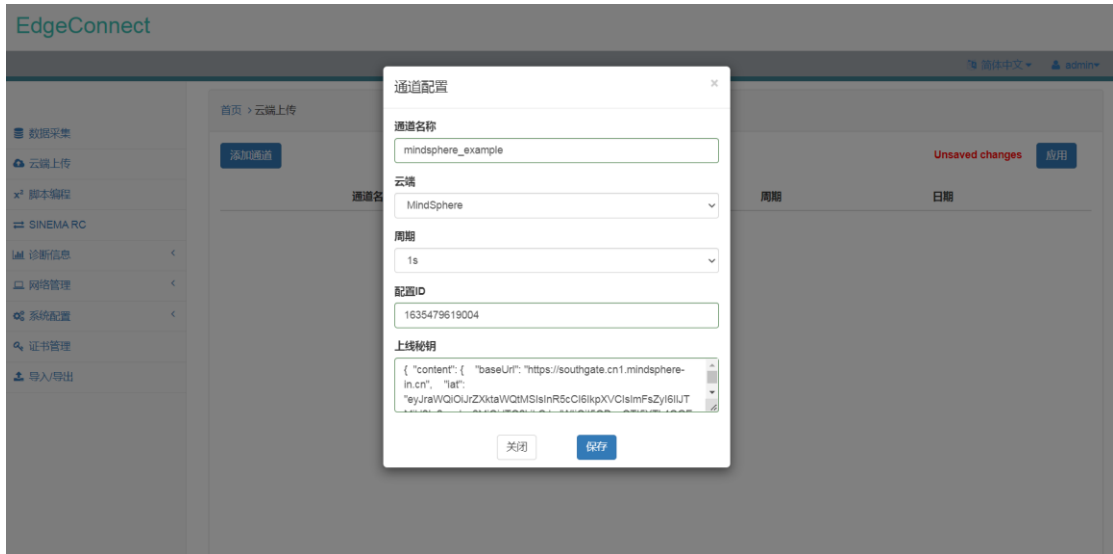 EdgeConnect
简体中文
admin
通道配置
×
首页 > 云端上传
数据采集
云端上传
x² 脚本编程
SINEMA RC
诊断信息
网络管理
系统配置
证书管理
导入/导出
添加通道
Unsaved changes
应用
通道名
周期
日期
通道名称
mindsphere_example
云端
MindSphere
周期
1s
配置ID
1635479619004
上线秘钥
{ "content": { "baseUrl": "https://southgate.cn1.mindsphere-
in.cn", "iat":
关闭
保存